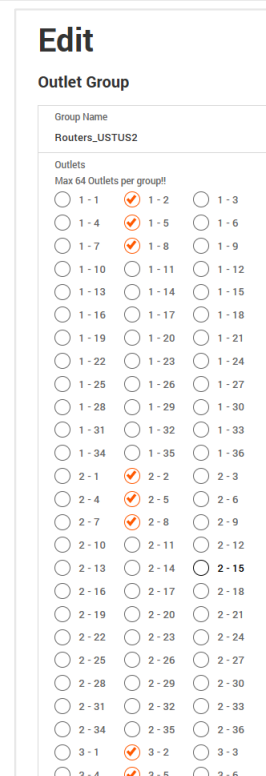 Edit
Outlet Group
Group Name
Routers_USTUS2
Outlets
Max 64 Outlets per group!!
1 - 1 1 - 2 1 - 3
1 - 4 1 - 5 1 - 6
1 - 7 1 - 8 1 - 9
1 - 10 1 - 11 1 - 12
1 - 13 1 - 14 1 - 15
1 - 16 1 - 17 1 - 18
1 - 19 1 - 20 1 - 21
1 - 22 1 - 23 1 - 24
1 - 25 1 - 26 1 - 27
1 - 28 1 - 29 1 - 30
1 - 31 1 - 32 1 - 33
1 - 34 1 - 35 1 - 36
2 - 1 2 - 2 2 - 3
2 - 4 2 - 5 2 - 6
2 - 7 2 - 8 2 - 9
2 - 10 2 - 11 2 - 12
2 - 13 2 - 14 2 - 15
2 - 16 2 - 17 2 - 18
2 - 19 2 - 20 2 - 21
2 - 22 2 - 23 2 - 24
2 - 25 2 - 26 2 - 27
2 - 28 2 - 29 2 - 30
2 - 31 2 - 32 2 - 33
2 - 34 2 - 35 2 - 36
3 - 1 3 - 2 3 - 3
3 - 4 3 - 5 3 - 6